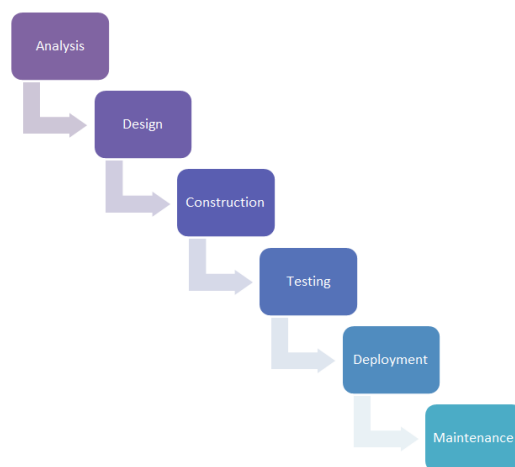 Analysis
Design
Construction
Testing
Deployment
Maintenance